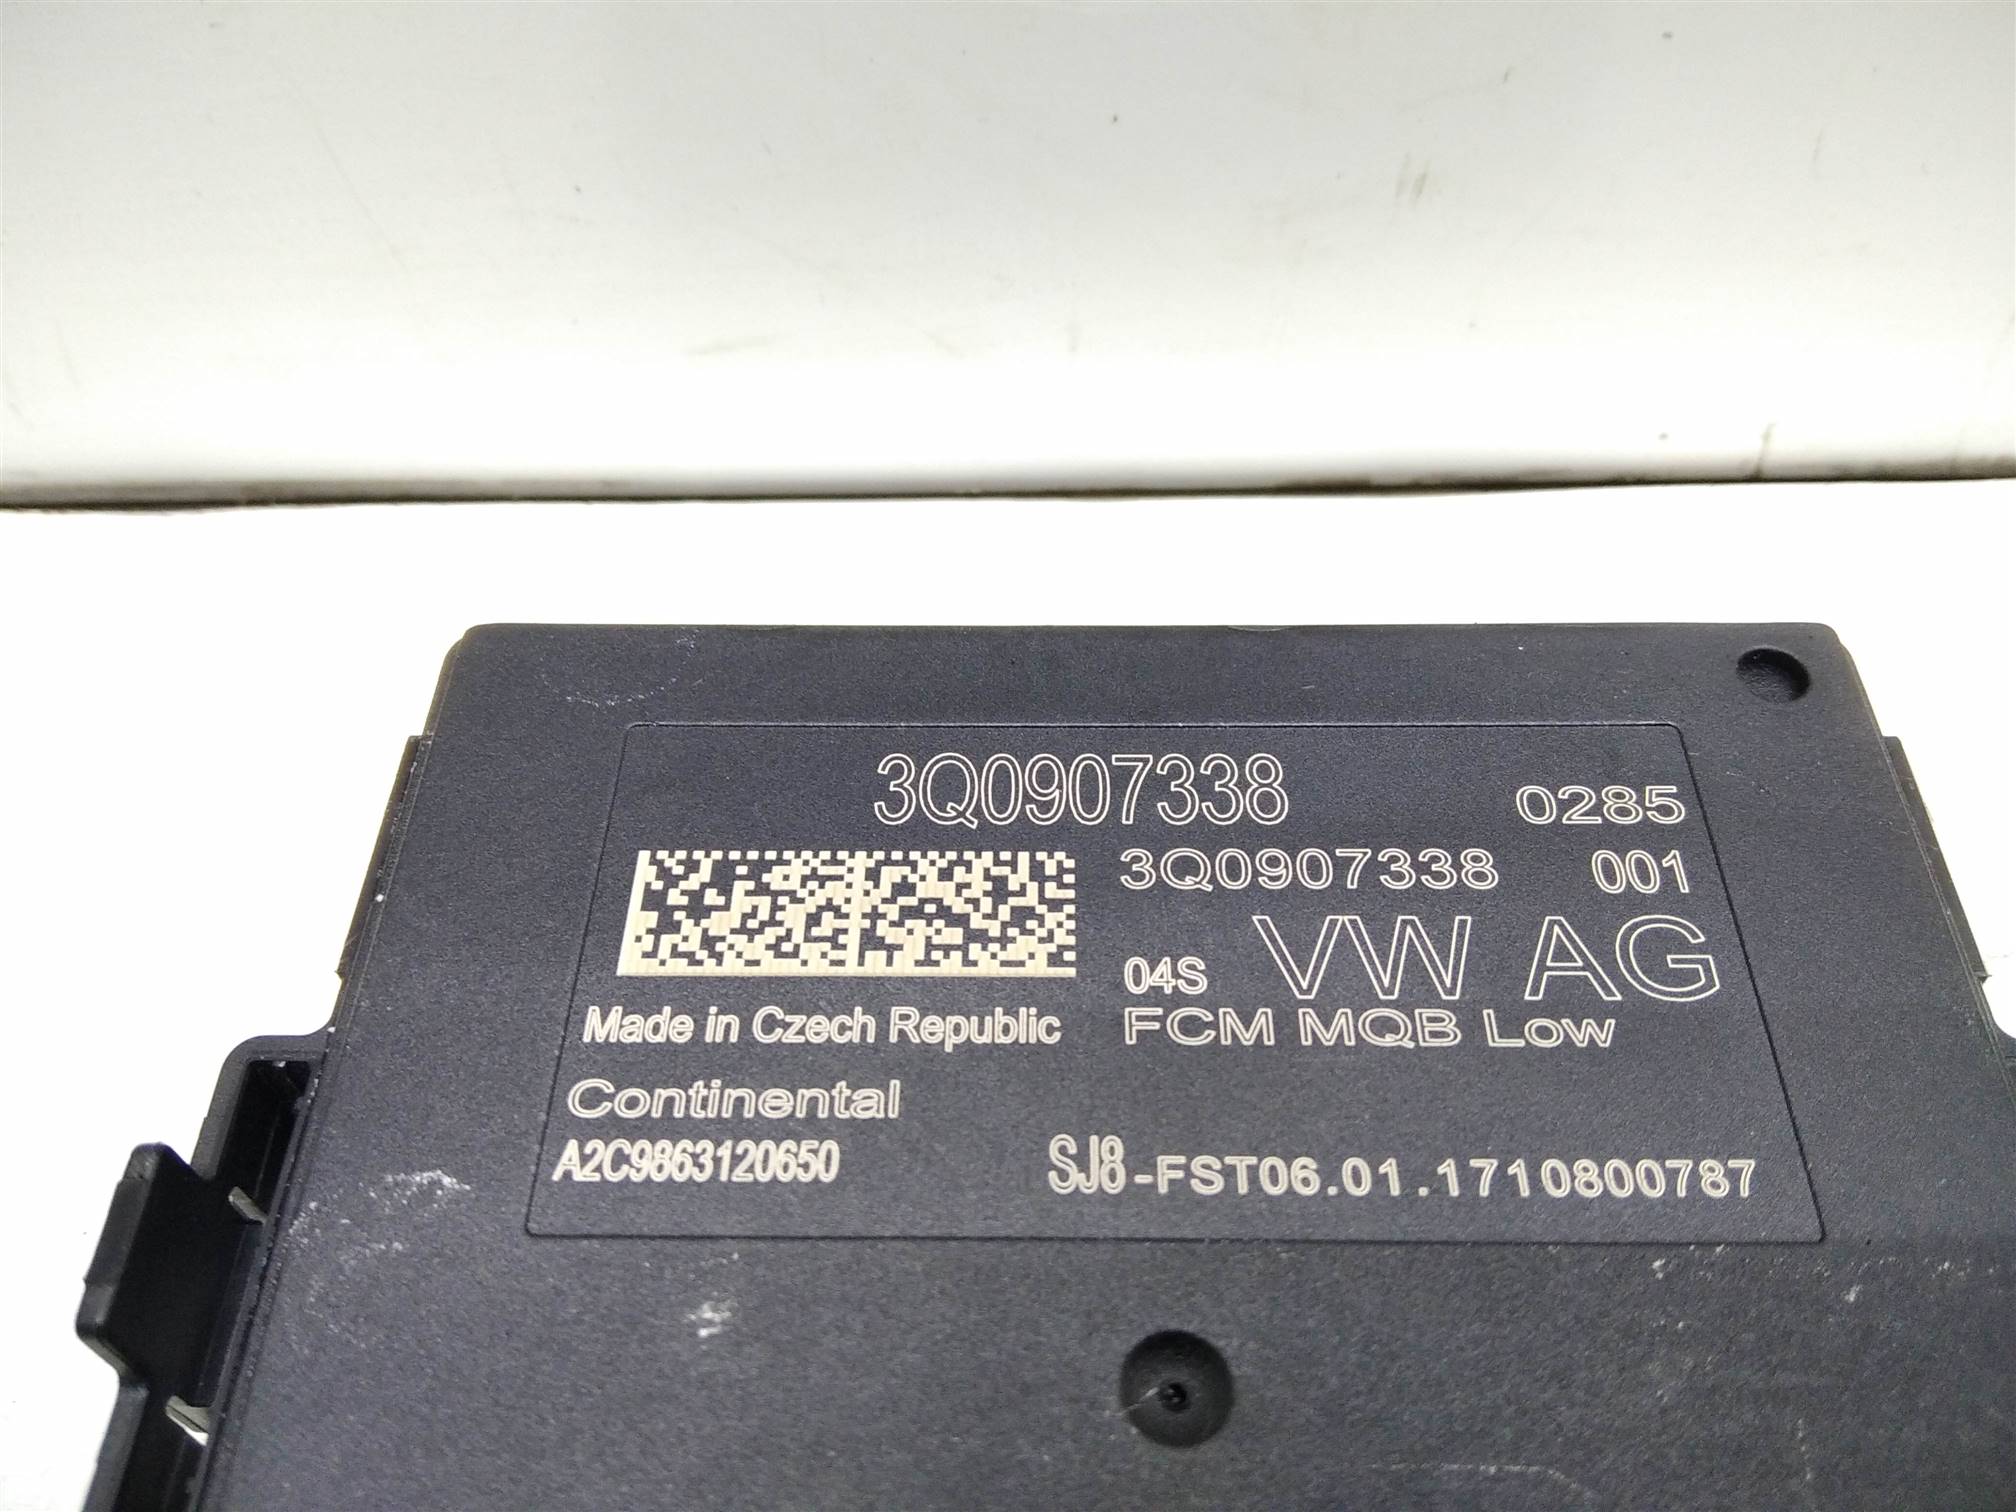 3Q0907338
0285
3Q0907338 001
04S VW AG
Made in Czech Republic FCM MQB Low
Continental
A2C9863120650 SJ8-FST06.01.1710800787